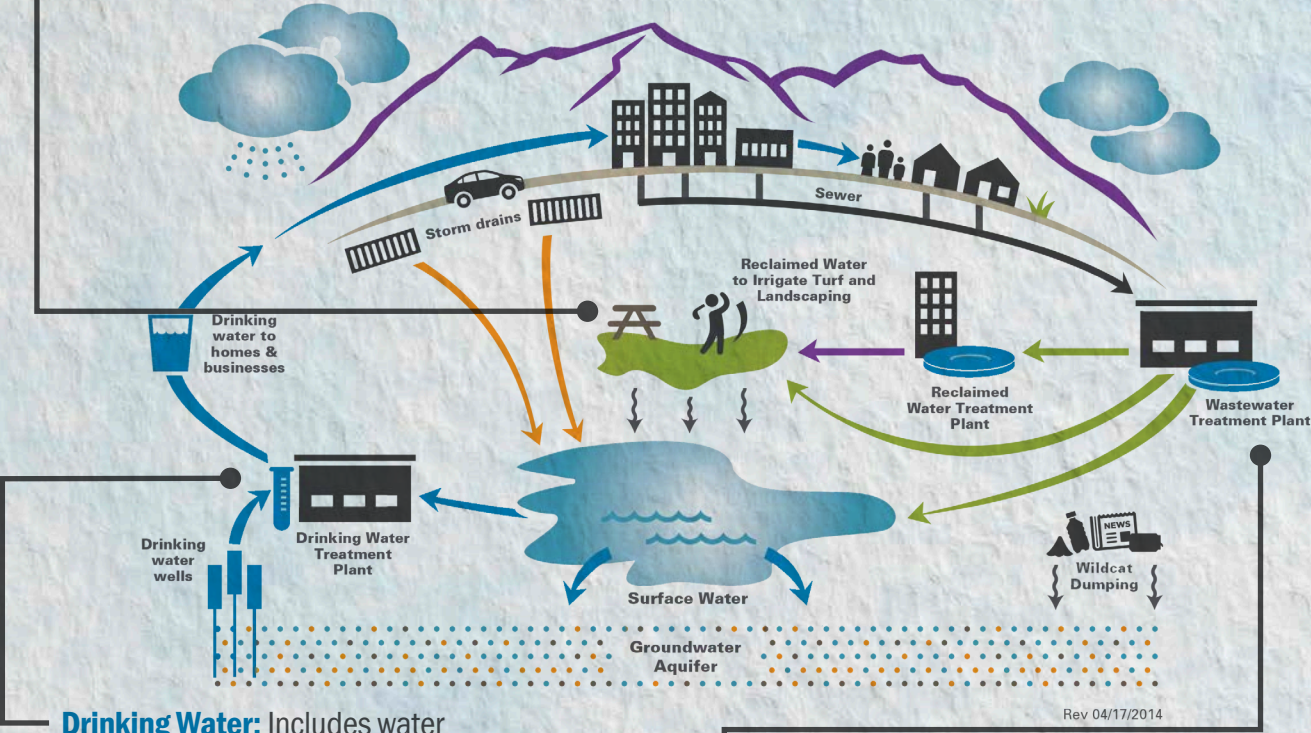 Storm drains
Sewer
Reclaimed Water
to Irrigate Turf and
Landscaping
Drinking
water to
homes &
businesses
Reclaimed
Water Treatment
Plant
Wastewater
Treatment Plant
NEWS
Drinking
water
wells
Drinking Water
Treatment
Plant
Wildcat
Dumping
Surface Water
Groundwater
Aquifer
Rev 04/17/2014
Drinking Water: Includes water